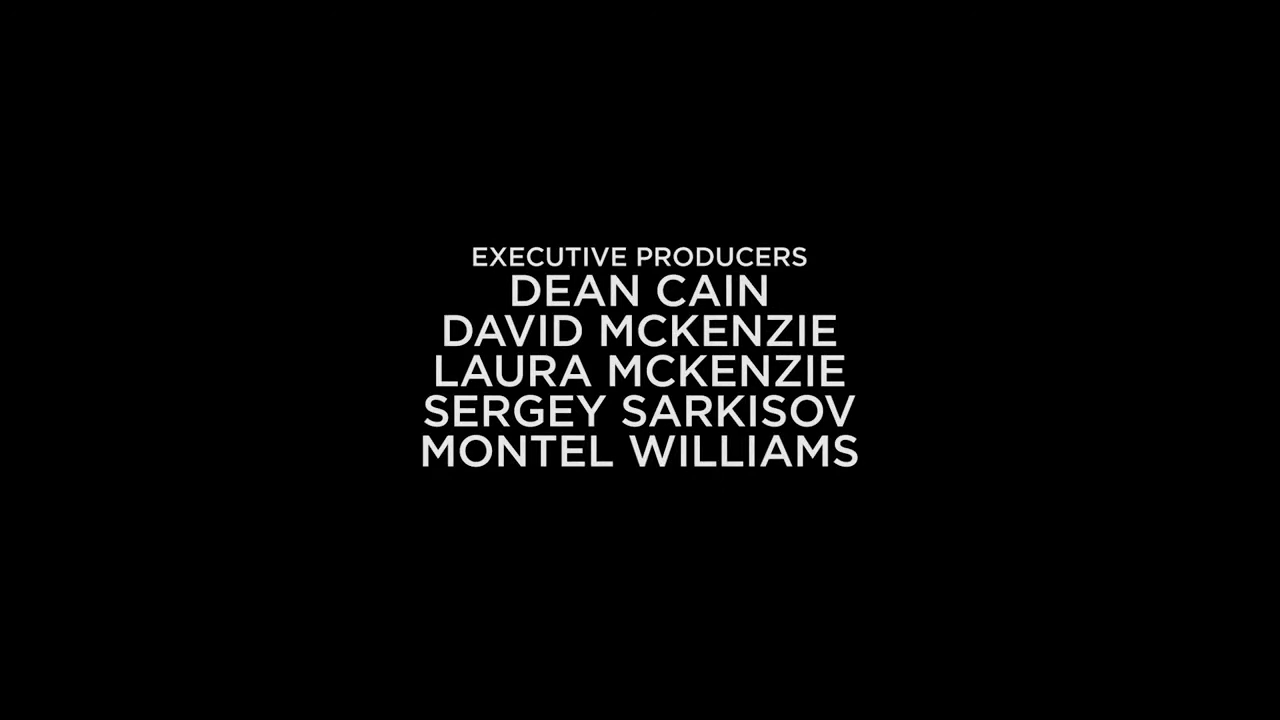 EXECUTIVE PRODUCERS
DEAN CAIN
DAVID MCKENZIE
LAURA MCKENZIE
SERGEY SARKISOV
MONTEL WILLIAMS